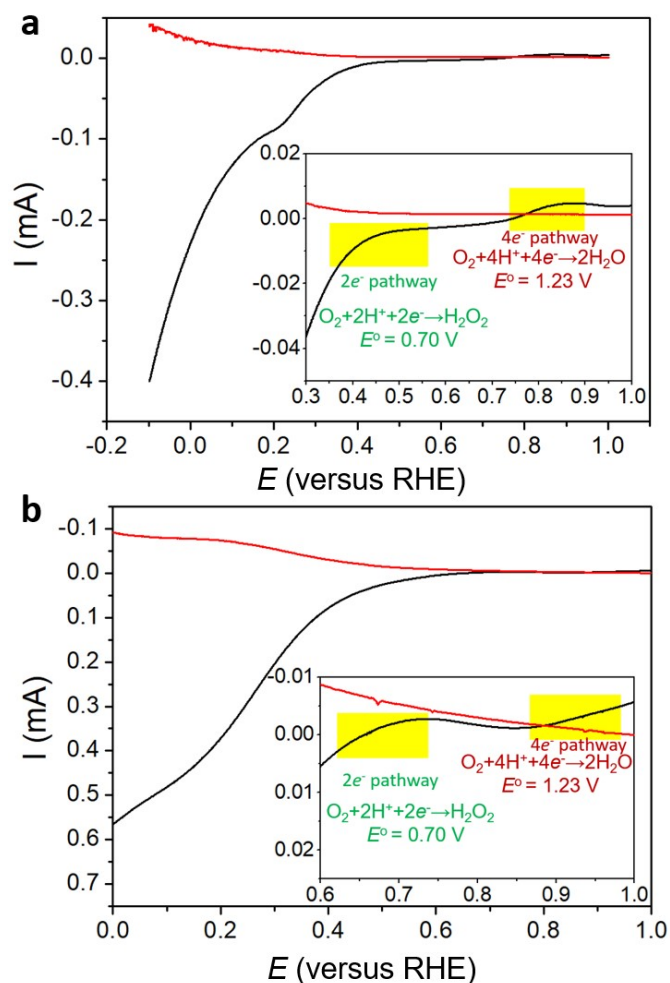 a
0.0
-0.1
-0.2
-0.3
-0.4
I (mA)
0.02
0.00
-0.02
-0.04
4e⁻ pathway
O₂+4H⁺+4e⁻→2H₂O
Eᵒ = 1.23 V
2e⁻ pathway
O₂+2H⁺+2e⁻→H₂O₂
Eᵒ = 0.70 V
0.3 0.4 0.5 0.6 0.7 0.8 0.9 1.0
-0.2 0.0 0.2 0.4 0.6 0.8 1.0
E (versus RHE)
b
-0.1
0.0
0.1
0.2
0.3
0.4
0.5
0.6
0.7
I (mA)
-0.01
0.00
0.01
0.02
4e⁻ pathway
O₂+4H⁺+4e⁻→2H₂O
Eᵒ = 1.23 V
2e⁻ pathway
O₂+2H⁺+2e⁻→H₂O₂
Eᵒ = 0.70 V
0.6 0.7 0.8 0.9 1.0
0.0 0.2 0.4 0.6 0.8 1.0
E (versus RHE)